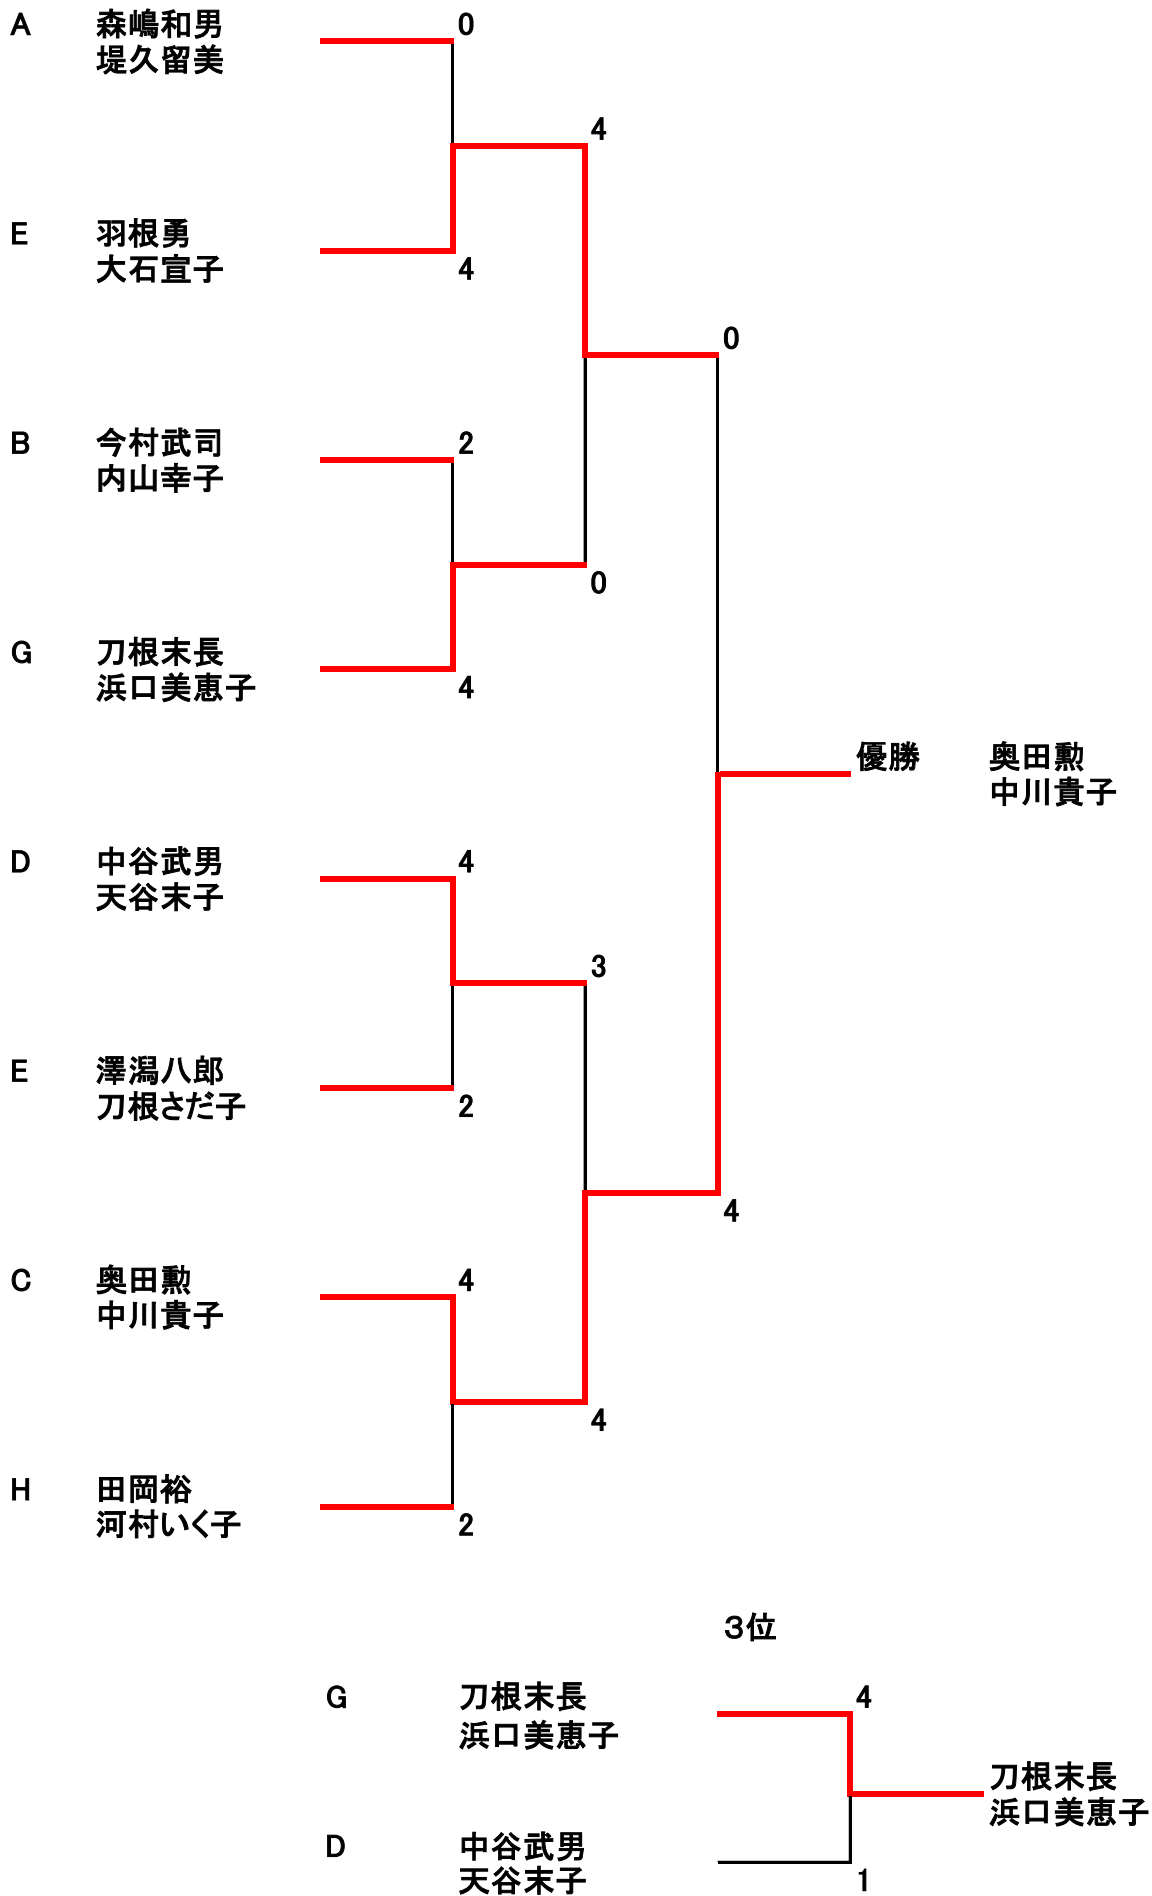 A 森嶋和男 0
堤久留美
4
E 羽根勇
大石宣子 4
0
B 今村武司 2
内山幸子
0
G 刀根末長
浜口美恵子 4
優勝 奥田勲
中川貴子
D 中谷武男 4
天谷末子
3
E 澤潟八郎
刀根さだ子 2
4
C 奥田勲 4
中川貴子
4
H 田岡裕
河村いく子 2
３位
G 刀根末長 4
浜口美恵子
刀根末長
浜口美恵子
D 中谷武男
天谷末子 1